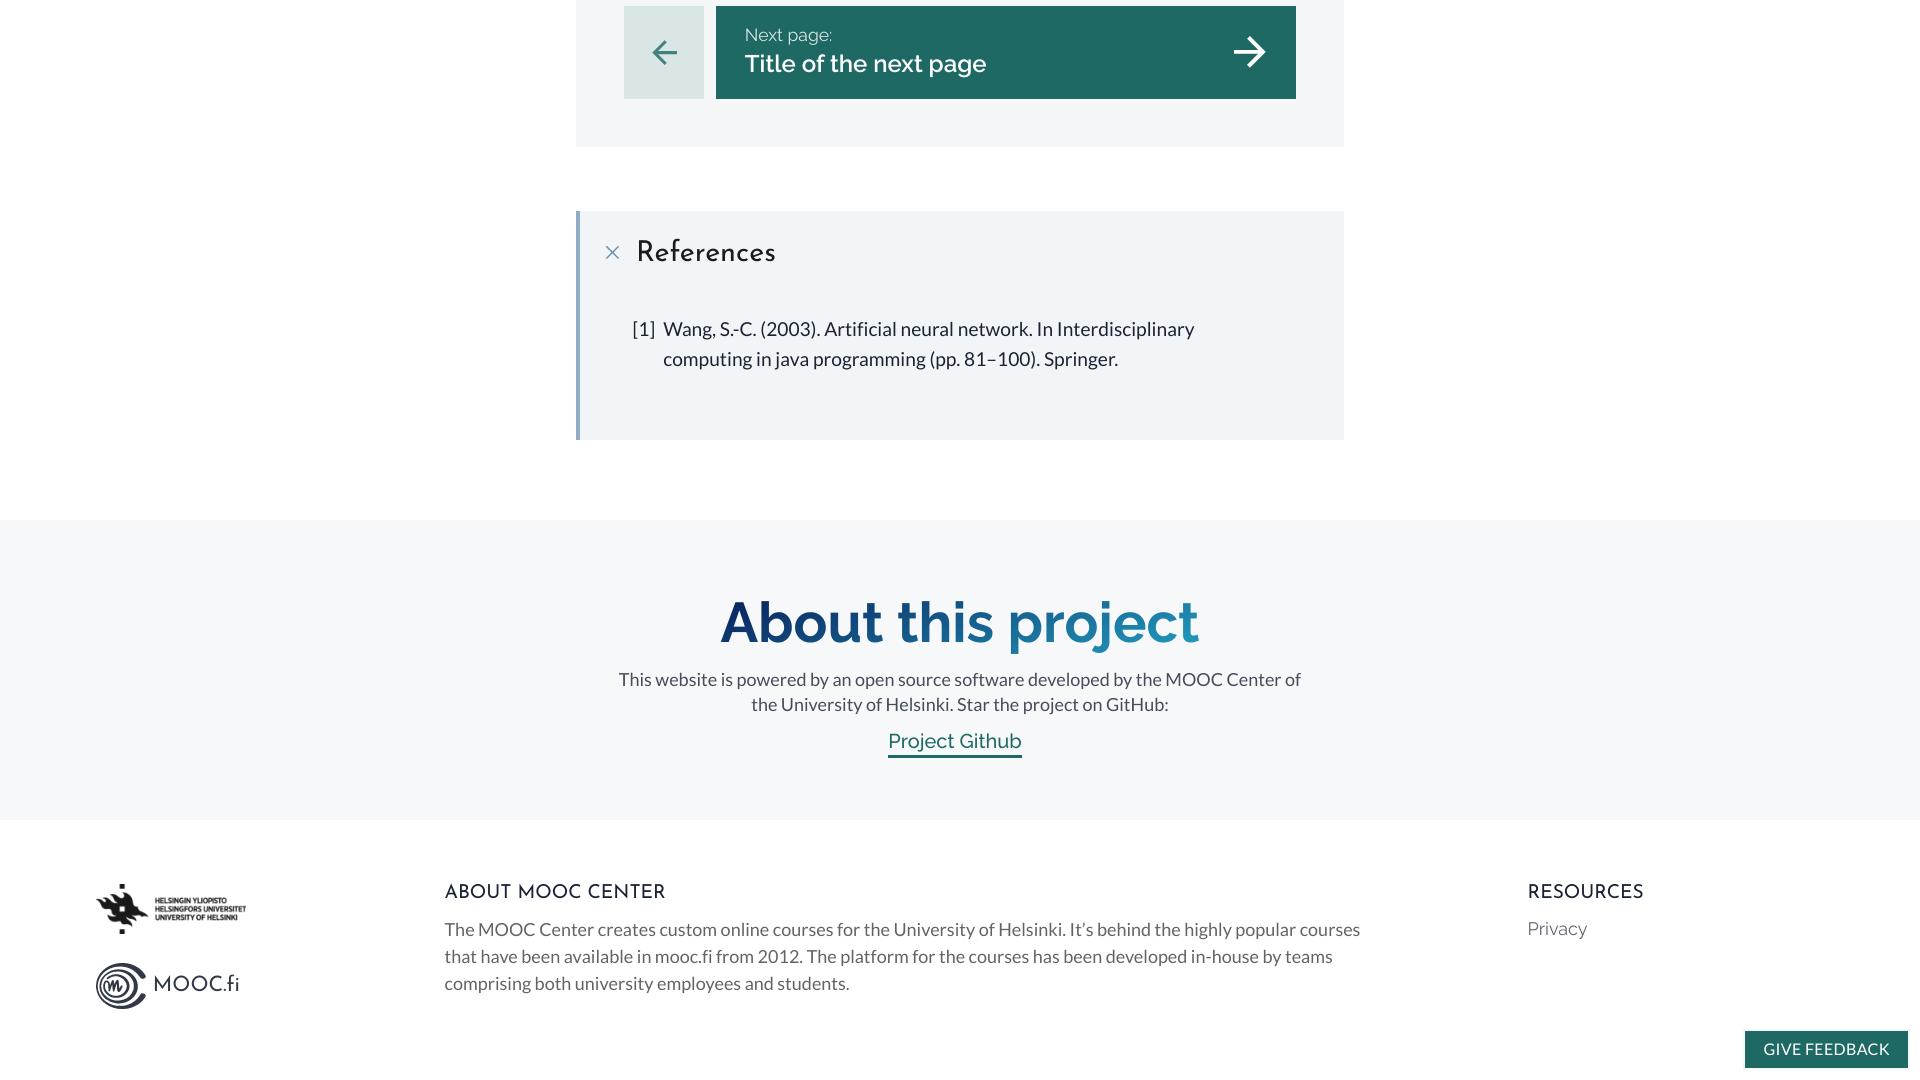 Next page:
Title of the next page
References
[1] Wang, S.-C. (2003). Artificial neural network. In Interdisciplinary
computing in java programming (pp. 81–100). Springer.
About this project
This website is powered by an open source software developed by the MOOC Center of
the University of Helsinki. Star the project on GitHub:
Project Github
HELSINGIN YLIOPISTO
HELSINGFORS UNIVERSITET
UNIVERSITY OF HELSINKI
MOOC.fi
ABOUT MOOC CENTER
The MOOC Center creates custom online courses for the University of Helsinki. It’s behind the highly popular courses
that have been available in mooc.fi from 2012. The platform for the courses has been developed in-house by teams
comprising both university employees and students.
RESOURCES
Privacy
GIVE FEEDBACK